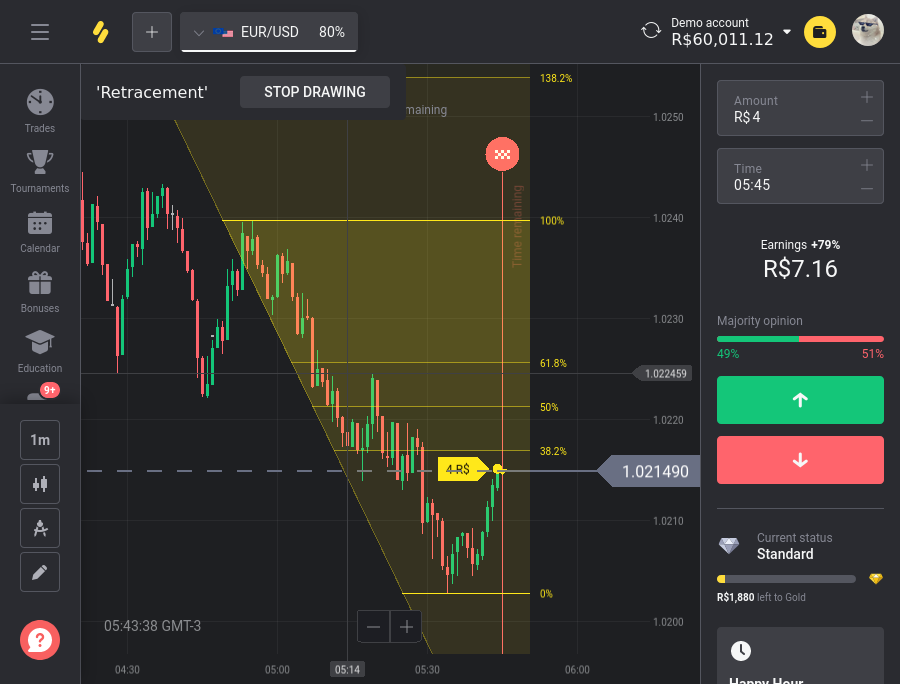 EUR/USD 80%
Demo account
R$60,011.12
'Retracement'
STOP DRAWING
Trades
Tournaments
Calendar
Bonuses
Education
9+
1m
maining
Time remaining
138.2%
100%
61.8%
50%
38.2%
0%
1.0250
1.0240
1.0230
1.022459
1.0220
1.021490
1.0210
1.0200
4 R$
05:43:38 GMT-3
04:30
05:00
05:14
05:30
06:00
Amount
R$ 4
Time
05:45
Earnings +79%
R$7.16
Majority opinion
49%
51%
Current status
Standard
R$1,880 left to Gold
Happy Hour